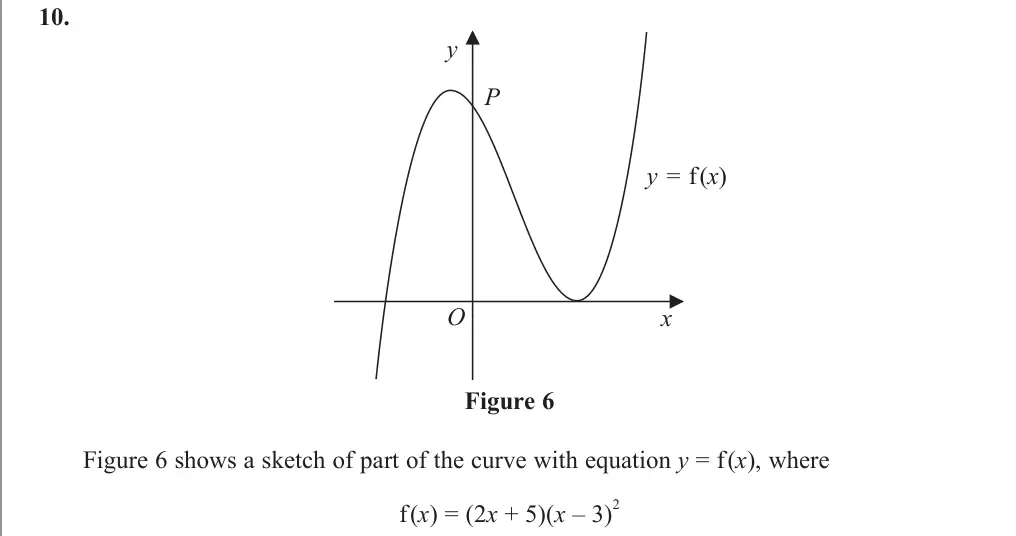 10.
y
P
y = f(x)
O
x
Figure 6
Figure 6 shows a sketch of part of the curve with equation y = f(x), where
f(x) = (2x + 5)(x – 3)²